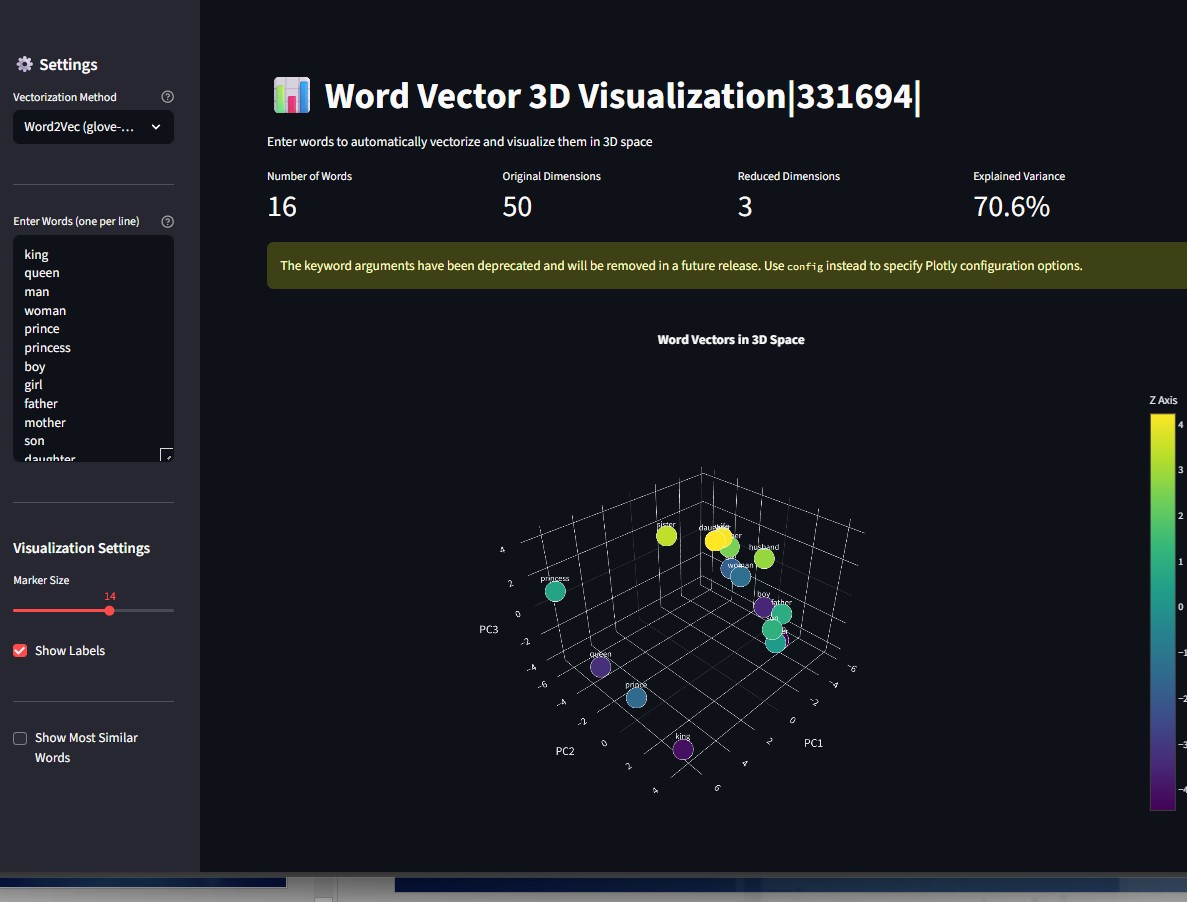 Settings
Vectorization Method
Word2Vec (glove-...
Enter Words (one per line)
king
queen
man
woman
prince
princess
boy
girl
father
mother
son
daughter
Visualization Settings
Marker Size
14
Show Labels
Show Most Similar
Words
Word Vector 3D Visualization|331694|
Enter words to automatically vectorize and visualize them in 3D space
Number of Words
Original Dimensions
Reduced Dimensions
Explained Variance
16
50
3
70.6%
The keyword arguments have been deprecated and will be removed in a future release. Use config instead to specify Plotly configuration options.
Word Vectors in 3D Space
Z Axis
4
3
2
1
0
−1
−2
−3
−4
sister
husband
woman
princess
boy
father
queen
prince
king
4
2
0
−2
−4
PC3
−6
−4
−2
0
2
4
PC2
−6
−4
−2
0
2
4
6
PC1